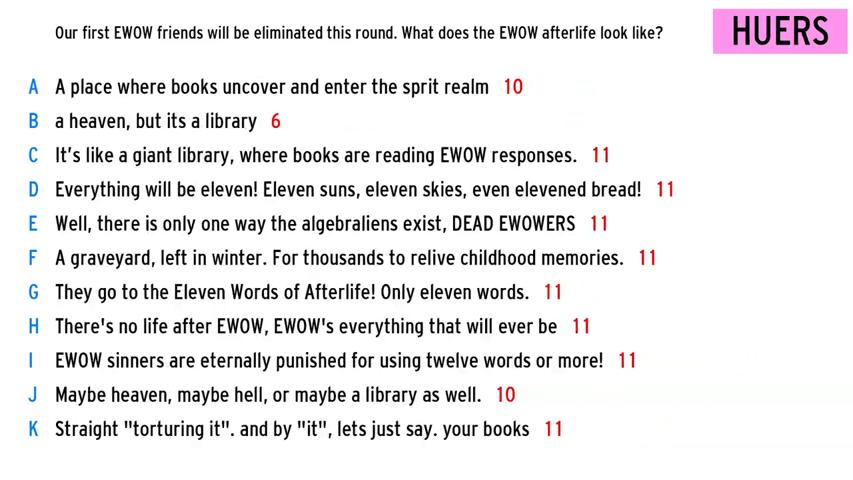 Our first EWOW friends will be eliminated this round. What does the EWOW afterlife look like?
HUERS
A A place where books uncover and enter the sprit realm 10
B a heaven, but its a library 6
C It's like a giant library, where books are reading EWOW responses. 11
D Everything will be eleven! Eleven suns, eleven skies, even elevened bread! 11
E Well, there is only one way the algebraliens exist, DEAD EWOWERS 11
F A graveyard, left in winter. For thousands to relive childhood memories. 11
G They go to the Eleven Words of Afterlife! Only eleven words. 11
H There's no life after EWOW, EWOW's everything that will ever be 11
I EWOW sinners are eternally punished for using twelve words or more! 11
J Maybe heaven, maybe hell, or maybe a library as well. 10
K Straight "torturing it". and by "it", lets just say. your books 11